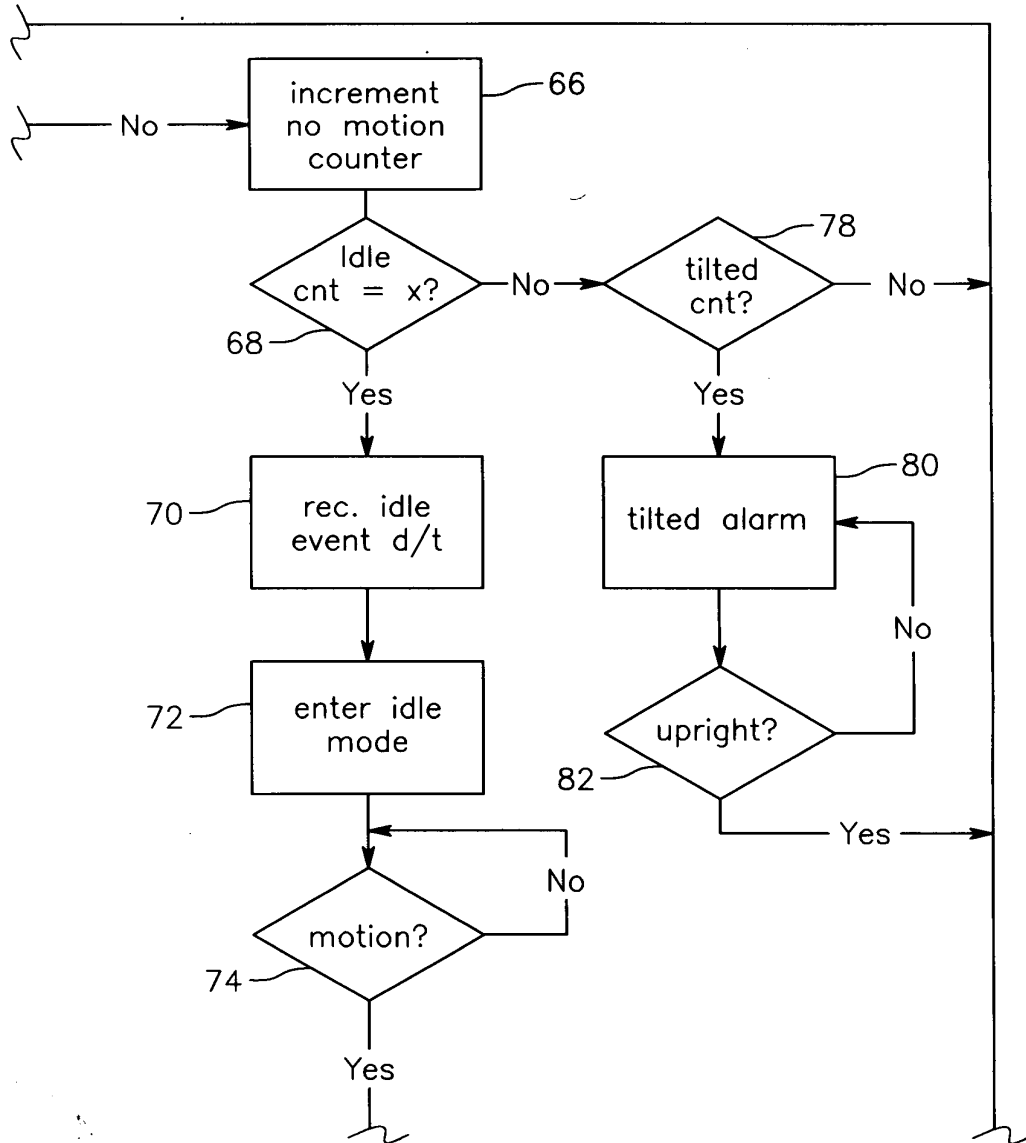 increment
no motion
counter
66
No
Idle
cnt = x?
68
No
tilted
cnt?
78
No
Yes
Yes
rec. idle
event d/t
70
tilted alarm
80
No
enter idle
mode
72
upright?
82
Yes
No
motion?
74
Yes